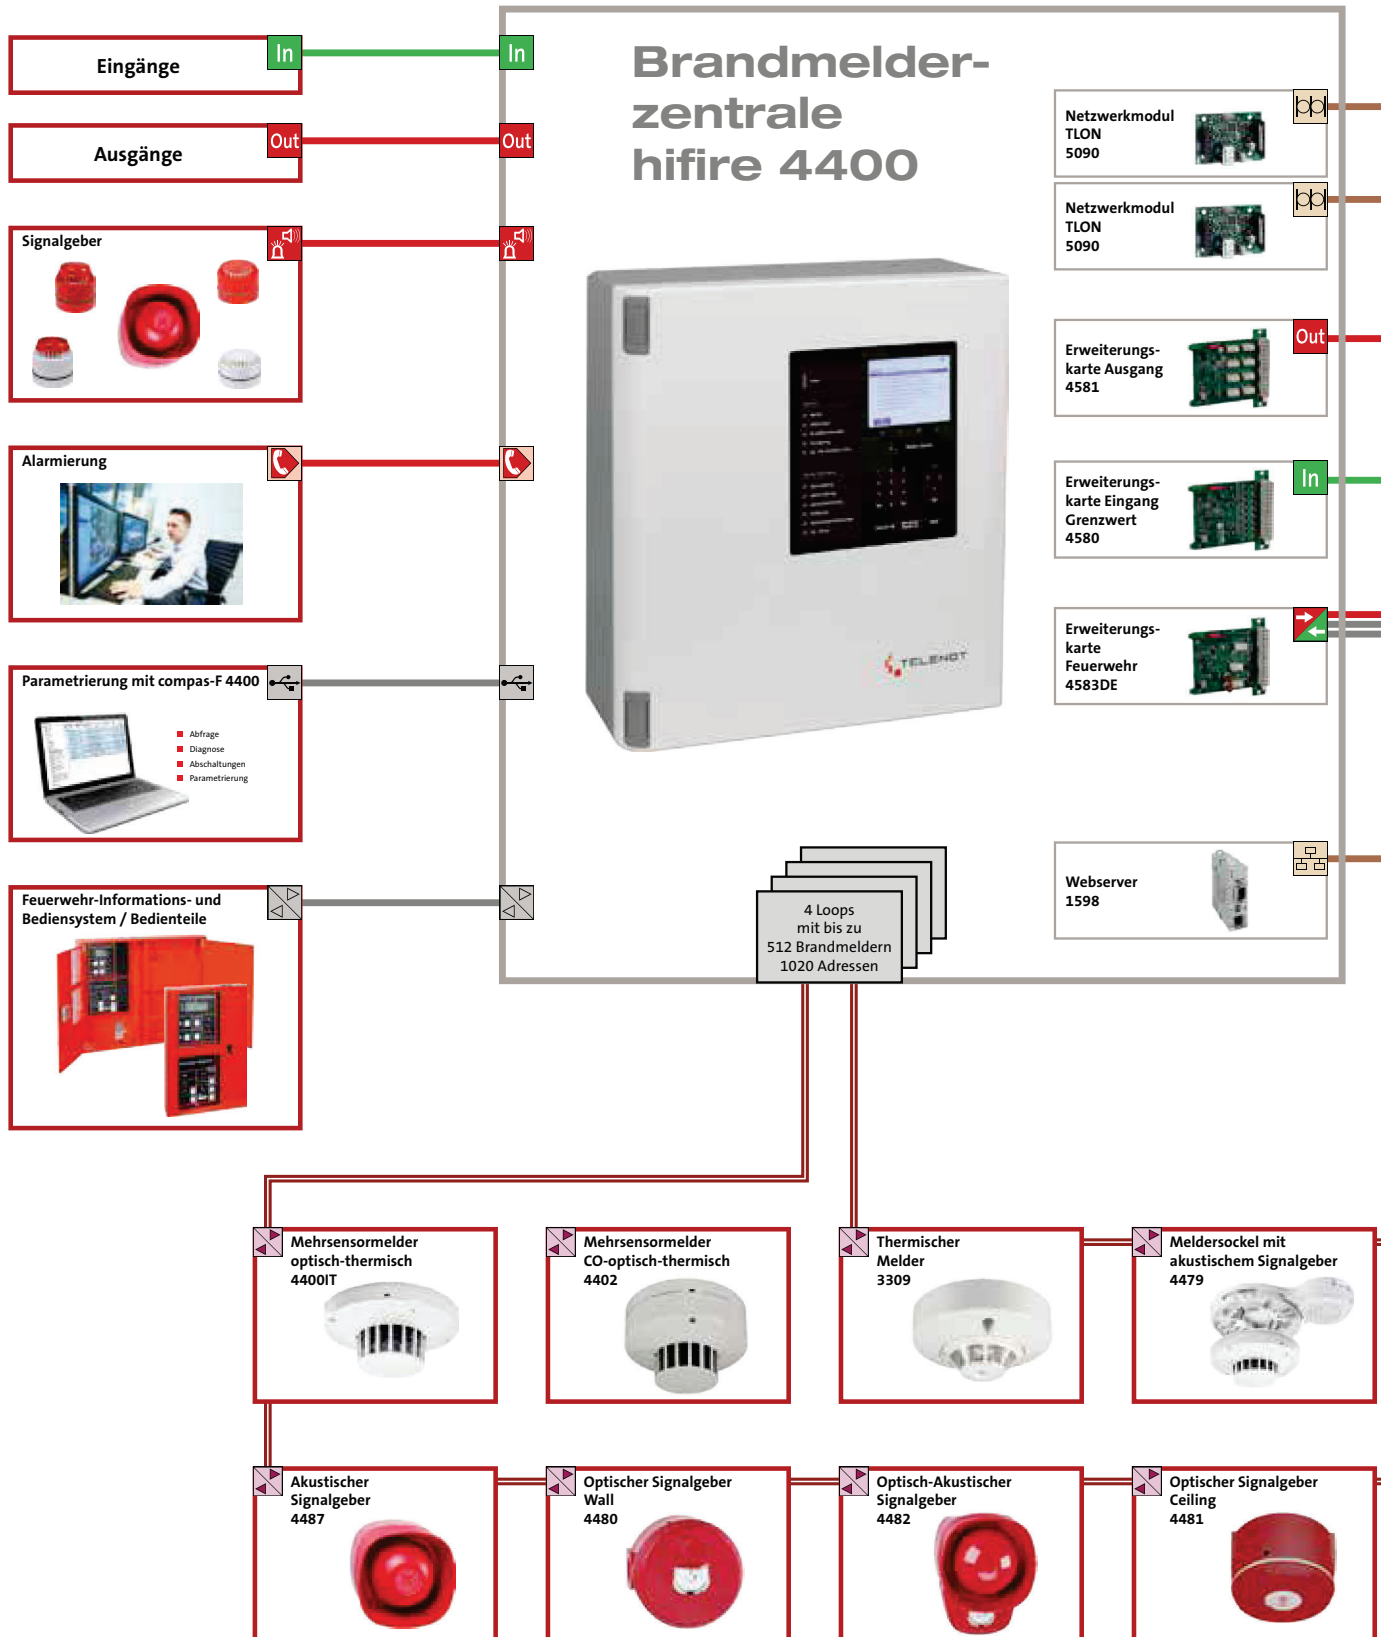 Eingänge
In
In
Ausgänge
Out
Out
Signalgeber
Alarmierung
Parametrierung mit compas-F 4400
Abfrage
Diagnose
Abschaltungen
Parametrierung
Feuerwehr-Informations- und
Bediensystem / Bedienteile
Brandmelder-
zentrale
hifire 4400
TELENOT
Netzwerkmodul
TLON
5090
Netzwerkmodul
TLON
5090
Erweiterungs-
karte Ausgang
4581
Out
Erweiterungs-
karte Eingang
Grenzwert
4580
In
Erweiterungs-
karte
Feuerwehr
4583DE
Webserver
1598
4 Loops
mit bis zu
512 Brandmeldern
1020 Adressen
Mehrsensormelder
optisch-thermisch
4400IT
Mehrsensormelder
CO-optisch-thermisch
4402
Thermischer
Melder
3309
Meldersockel mit
akustischem Signalgeber
4479
Akustischer
Signalgeber
4487
Optischer Signalgeber
Wall
4480
Optisch-Akustischer
Signalgeber
4482
Optischer Signalgeber
Ceiling
4481